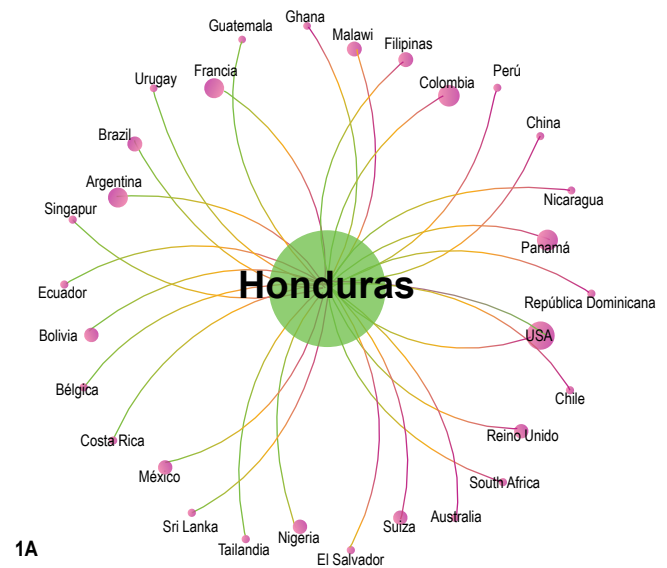 Ghana
Guatemala
Malawi
Filipinas
Francia
Colombia
Perú
Urugay
China
Brazil
Argentina
Nicaragua
Singapur
Panamá
Honduras
Ecuador
República Dominicana
Bolivia
USA
Bélgica
Chile
Costa Rica
Reino Unido
México
South Africa
Sri Lanka
Suiza
Australia
Nigeria
Tailandia
El Salvador
1A